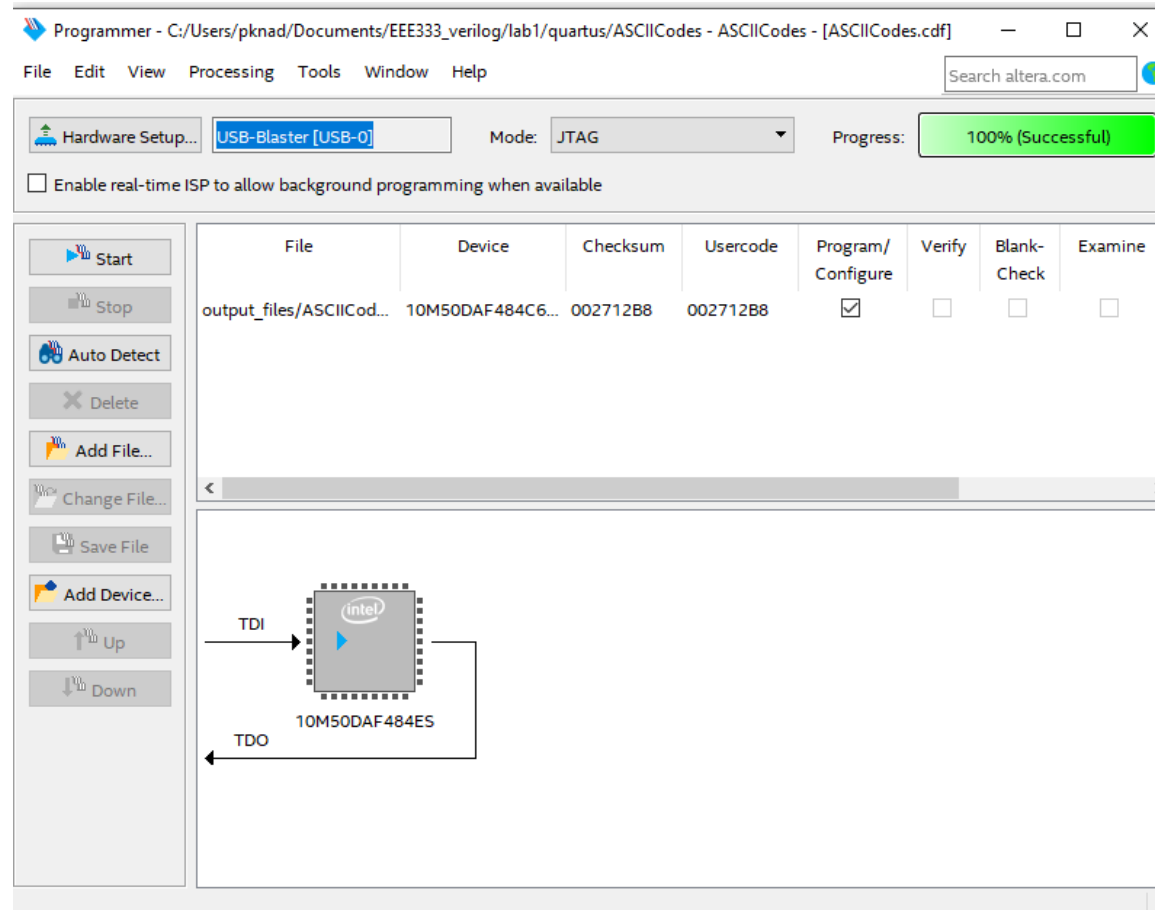 Programmer - C:/Users/pknad/Documents/EEE333_verilog/lab1/quartus/ASCIICodes - ASCIICodes - [ASCIICodes.cdf]
File Edit View Processing Tools Window Help
Search altera.com
Hardware Setup... USB-Blaster [USB-0] Mode: JTAG Progress: 100% (Successful)
Enable real-time ISP to allow background programming when available
Start
Stop
Auto Detect
Delete
Add File...
Change File...
Save File
Add Device...
Up
Down
File Device Checksum Usercode Program/ Verify Blank- Examine
Configure Check
output_files/ASCIICod... 10M50DAF484C6... 002712B8 002712B8
intel
TDI
10M50DAF484ES
TDO